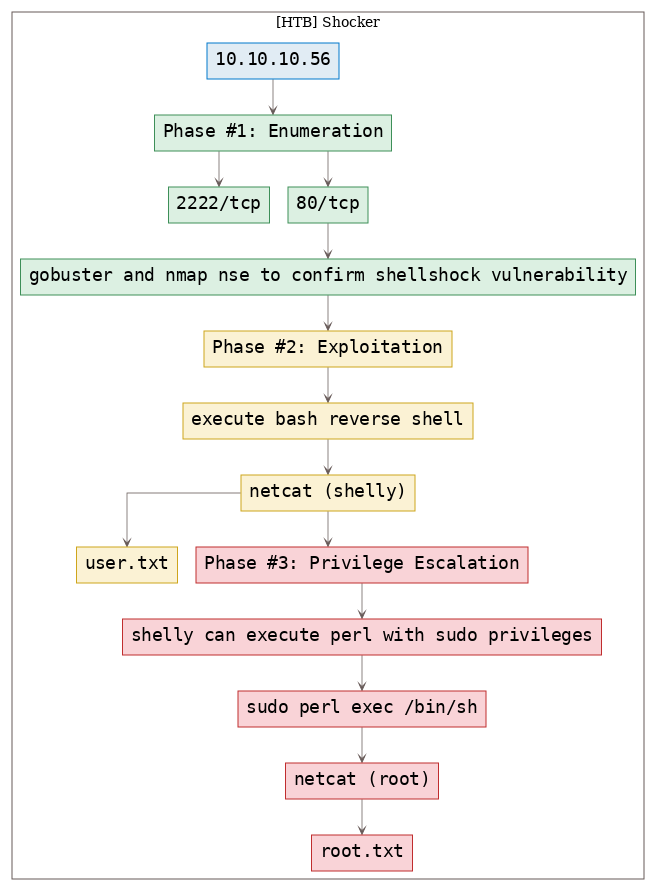 [HTB] Shocker
10.10.10.56
Phase #1: Enumeration
2222/tcp
80/tcp
gobuster and nmap nse to confirm shellshock vulnerability
Phase #2: Exploitation
execute bash reverse shell
netcat (shelly)
user.txt
Phase #3: Privilege Escalation
shelly can execute perl with sudo privileges
sudo perl exec /bin/sh
netcat (root)
root.txt